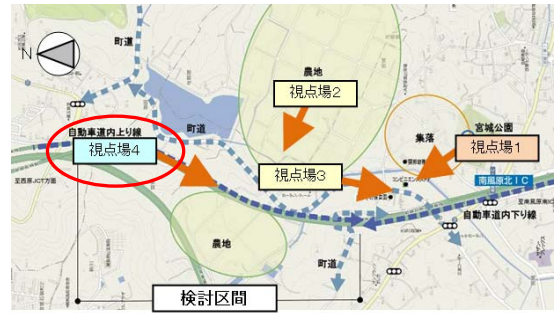 N
町道
農地
視点場2
町道
集落
宮城公園
視点場1
自動車道内上り線
視点場4
視点場3
南風原北IC
至西原JCT方面
自動車道内下り線
農地
町道
検討区間